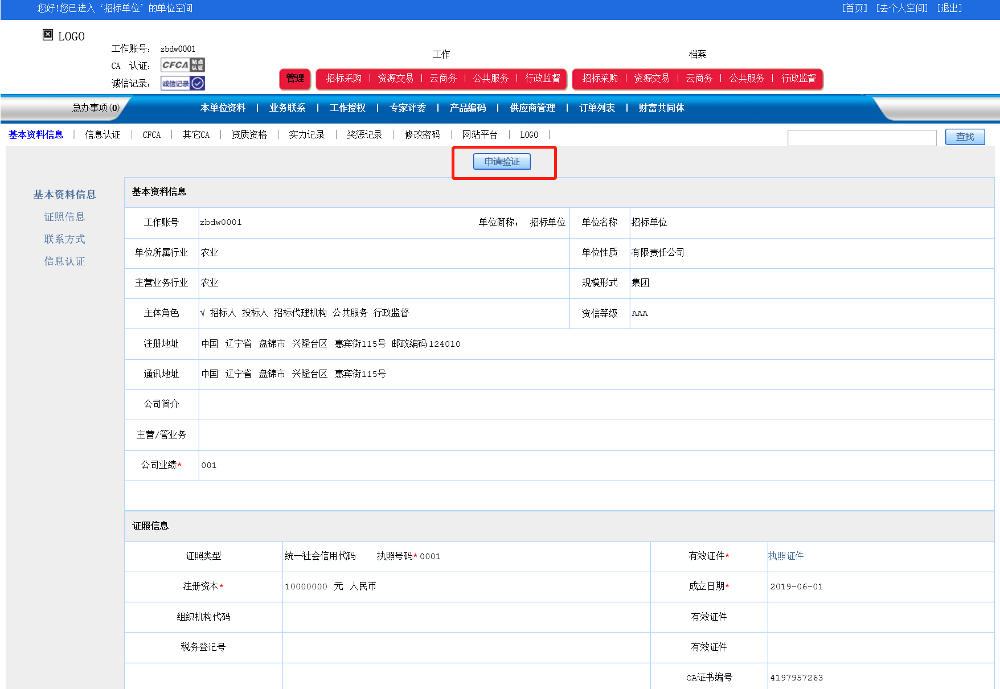 您好!您已进入‘招标单位’的单位空间 [首页] [去个人空间] [退出]
LOGO
工作账号: zbdw0001
CA 认证: CFCA 站点认证
诚信记录: 诚信记录
工作 档案
管理 招标采购 | 资源交易 | 云商务 | 公共服务 | 行政监督 招标采购 | 资源交易 | 云商务 | 公共服务 | 行政监督
急办事项(0) 本单位资料 | 业务联系 | 工作授权 | 专家评委 | 产品编码 | 供应商管理 | 订单列表 | 财富共同体
基本资料信息 | 信息认证 | CFCA | 其它CA | 资质资格 | 实力记录 | 奖惩记录 | 修改密码 | 网站平台 | LOGO | 查找
申请验证
基本资料信息
证照信息
联系方式
信息认证
基本资料信息
工作账号 zbdw0001 单位简称: 招标单位 单位名称 招标单位
单位所属行业 农业 单位性质 有限责任公司
主营业务行业 农业 规模形式 集团
主体角色 √ 招标人 投标人 招标代理机构 公共服务 行政监督 资信等级 AAA
注册地址 中国 辽宁省 盘锦市 兴隆台区 惠宾街115号 邮政编码124010
通讯地址 中国 辽宁省 盘锦市 兴隆台区 惠宾街115号
公司简介
主营/管业务
公司业绩* 001
证照信息
证照类型 统一社会信用代码 执照号码*0001 有效证件* 执照证件
注册资本* 10000000 元 人民币 成立日期* 2019-06-01
组织机构代码 有效证件
税务登记号 有效证件
CA证书编号 4197957263